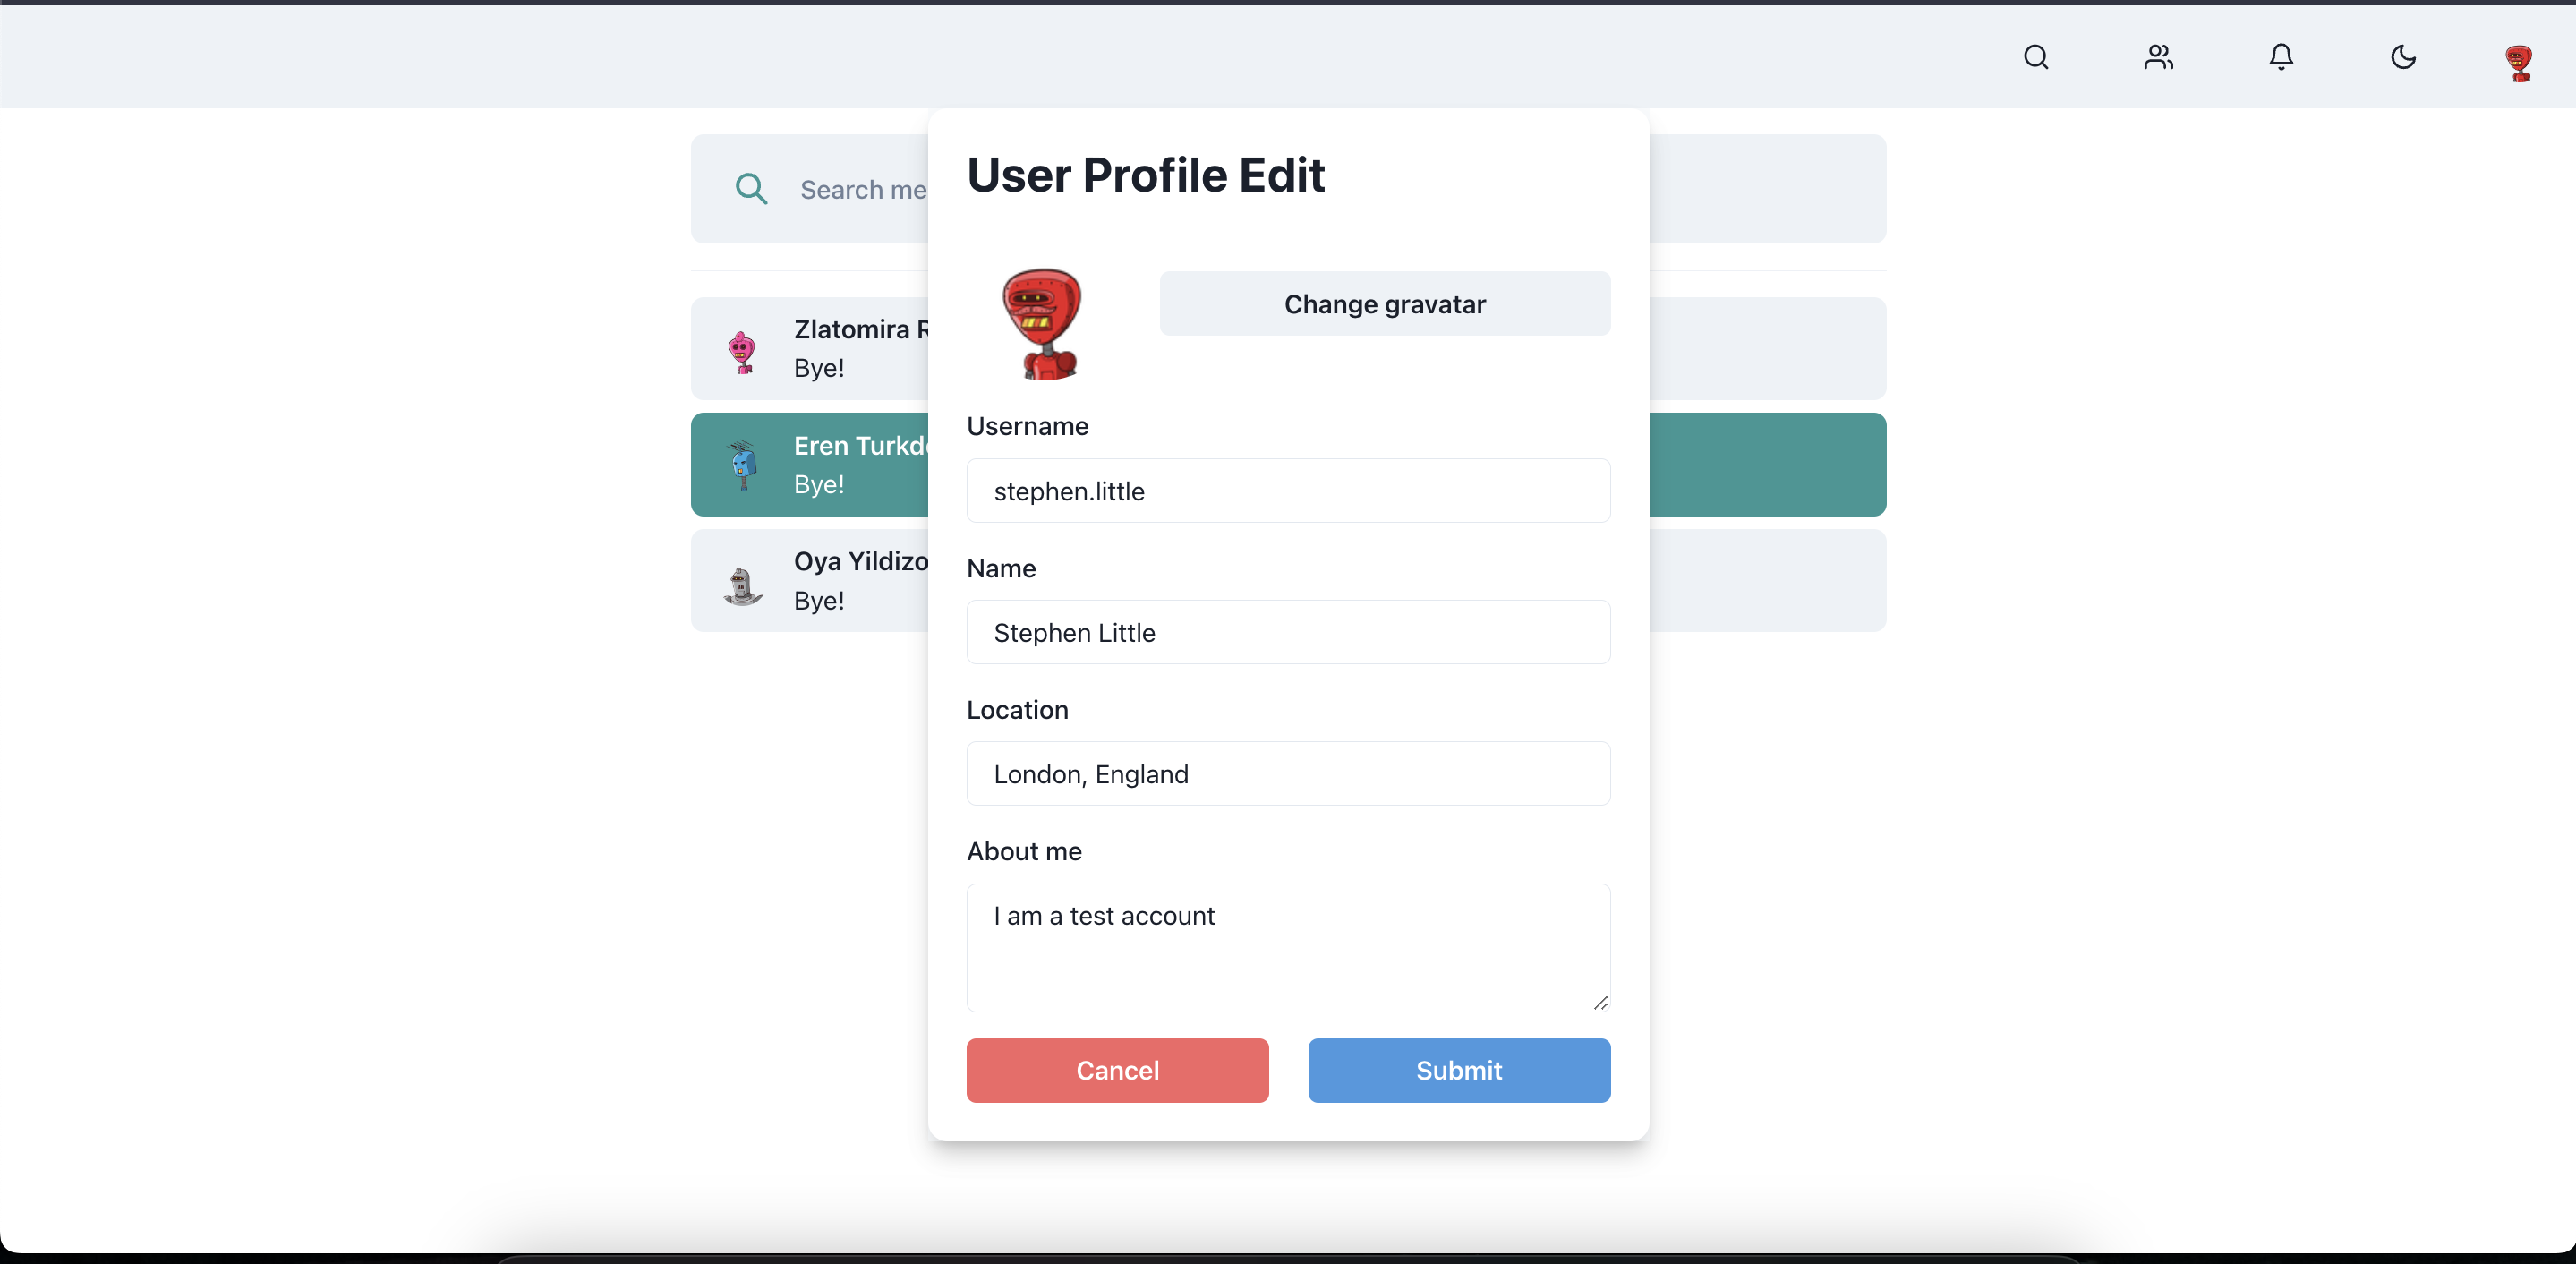 Search me
User Profile Edit
Change gravatar
Zlatomira R
Bye!
Eren Turkd
Bye!
Oya Yildizo
Bye!
Username
stephen.little
Name
Stephen Little
Location
London, England
About me
I am a test account
Cancel
Submit